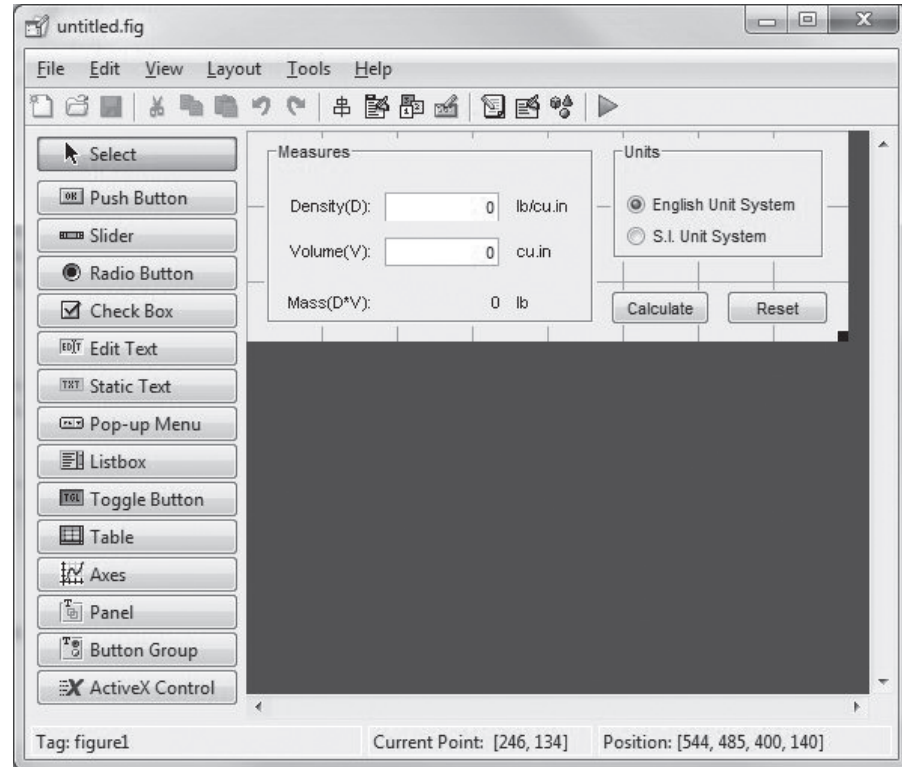 untitled.fig
File Edit View Layout Tools Help
Select
Push Button
Slider
Radio Button
Check Box
Edit Text
Static Text
Pop-up Menu
Listbox
Toggle Button
Table
Axes
Panel
Button Group
ActiveX Control
Measures
Density(D): 0 lb/cu.in
Volume(V): 0 cu.in
Mass(D*V): 0 lb
Units
English Unit System
S.I. Unit System
Calculate Reset
Tag: figure1 Current Point: [246, 134] Position: [544, 485, 400, 140]